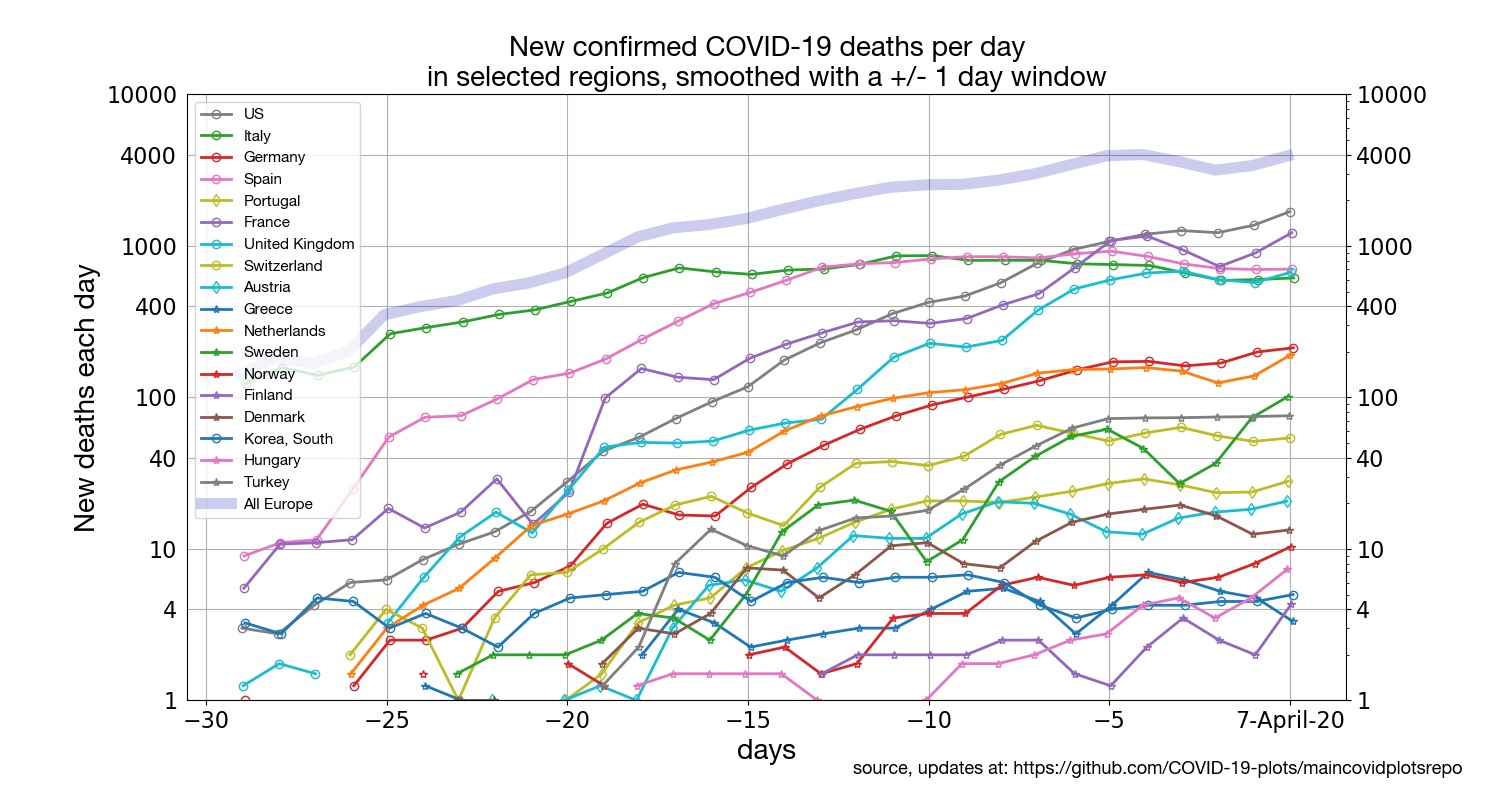 New confirmed COVID-19 deaths per day
in selected regions, smoothed with a +/- 1 day window
10000
4000
1000
400
100
40
10
4
1
New deaths each day
US
Italy
Germany
Spain
Portugal
France
United Kingdom
Switzerland
Austria
Greece
Netherlands
Sweden
Norway
Finland
Denmark
Korea, South
Hungary
Turkey
All Europe
10000
4000
1000
400
100
40
10
4
1
−30 −25 −20 −15 −10 −5 7-April-20
days
source, updates at: https://github.com/COVID-19-plots/maincovidplotsrepo